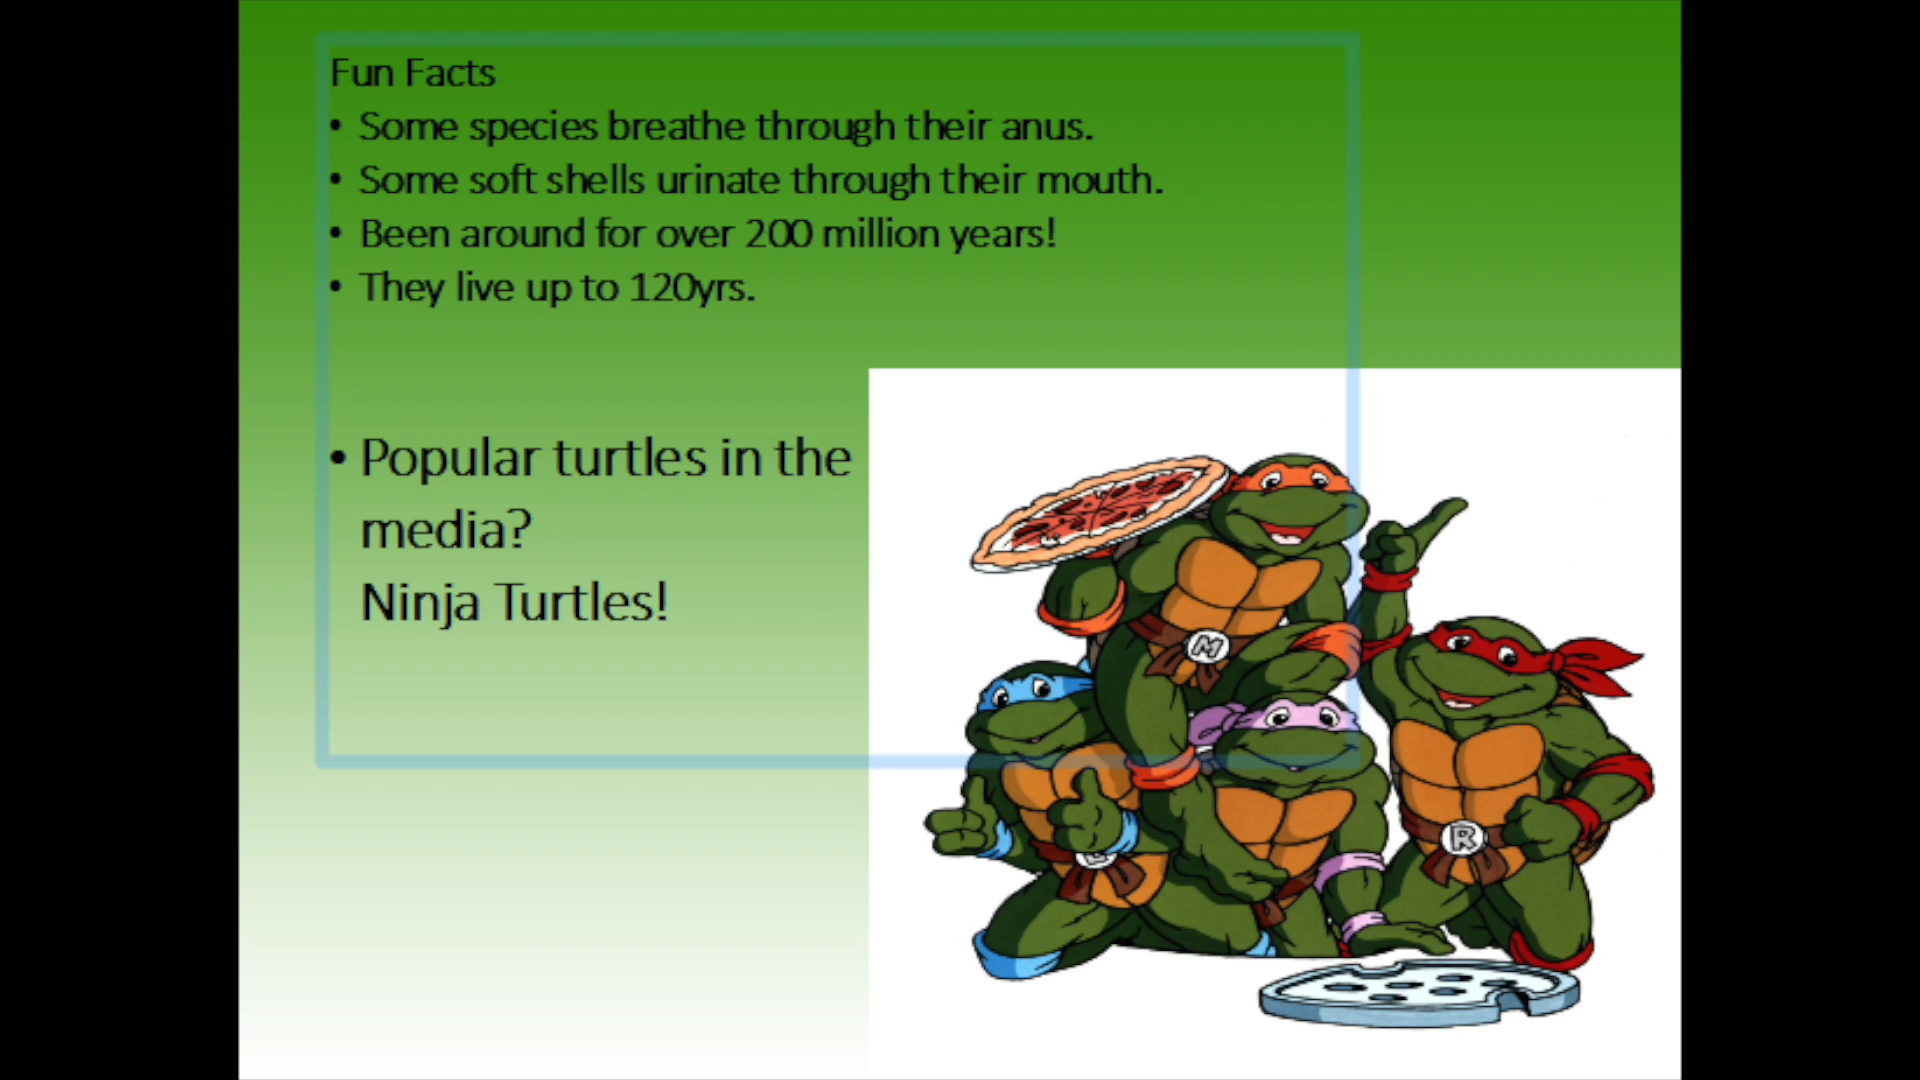 Fun Facts
• Some species breathe through their anus.
• Some soft shells urinate through their mouth.
• Been around for over 200 million years!
• They live up to 120yrs.
• Popular turtles in the
media?
Ninja Turtles!
M
R